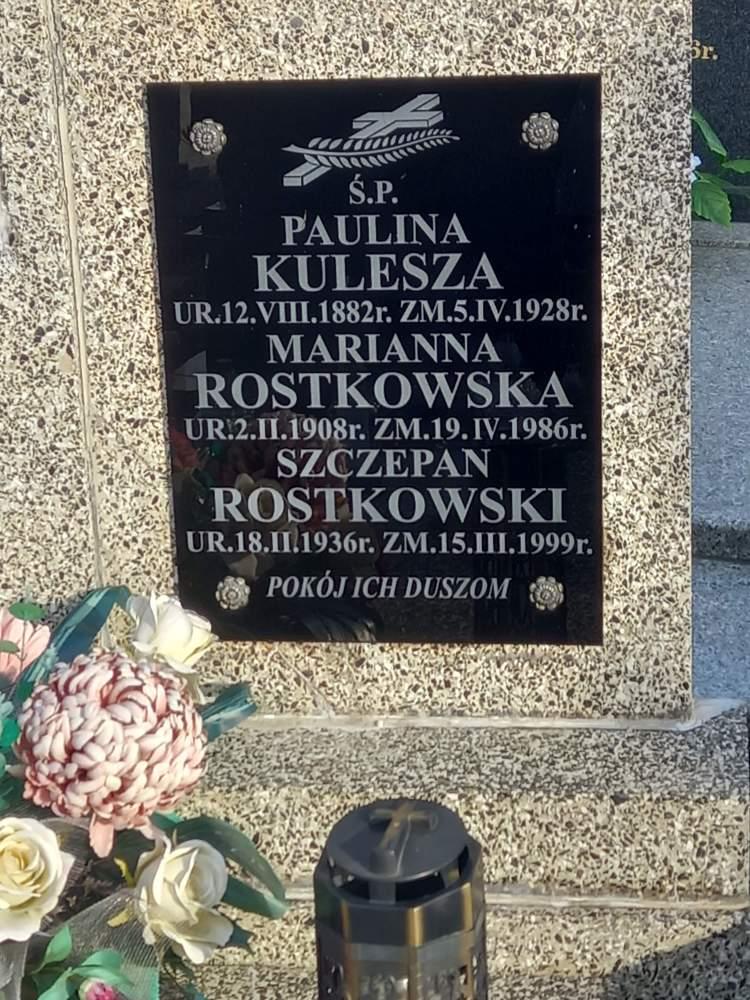 Ś.P.
PAULINA
KULESZA
UR.12.VIII.1882r. ZM.5.IV.1928r.
MARIANNA
ROSTKOWSKA
UR.2.II.1908r. ZM.19.IV.1986r.
SZCZEPAN
ROSTKOWSKI
UR.18.II.1936r. ZM.15.III.1999r.
POKÓJ ICH DUSZOM